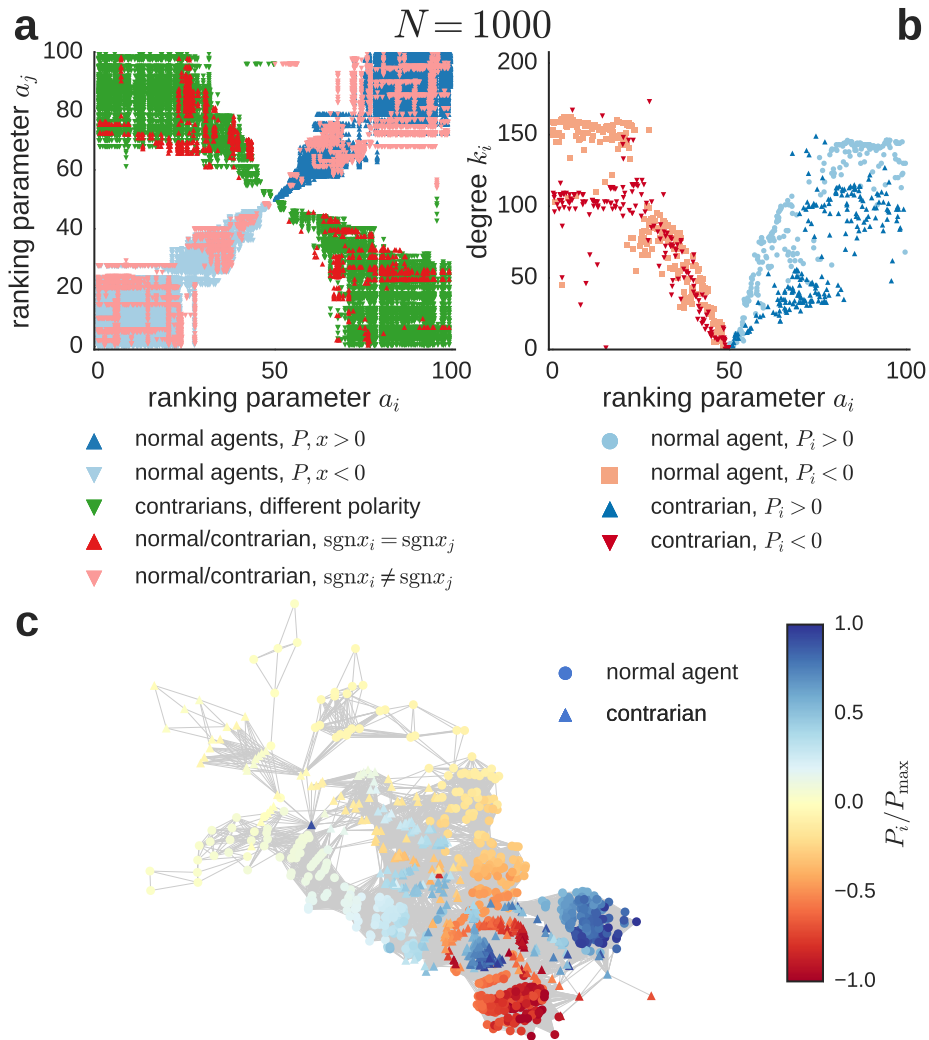 N = 1000
a
b
100
80
60
40
20
0
ranking parameter a_j
0
50
100
ranking parameter a_i
200
150
100
50
0
degree k_i
0
50
100
ranking parameter a_i
normal agents, P, x > 0
normal agents, P, x < 0
contrarians, different polarity
normal/contrarian, sgnx_i = sgnx_j
normal/contrarian, sgnx_i ≠ sgnx_j
normal agent, P_i > 0
normal agent, P_i < 0
contrarian, P_i > 0
contrarian, P_i < 0
c
normal agent
contrarian
1.0
0.5
0.0
−0.5
−1.0
P_i/P_max